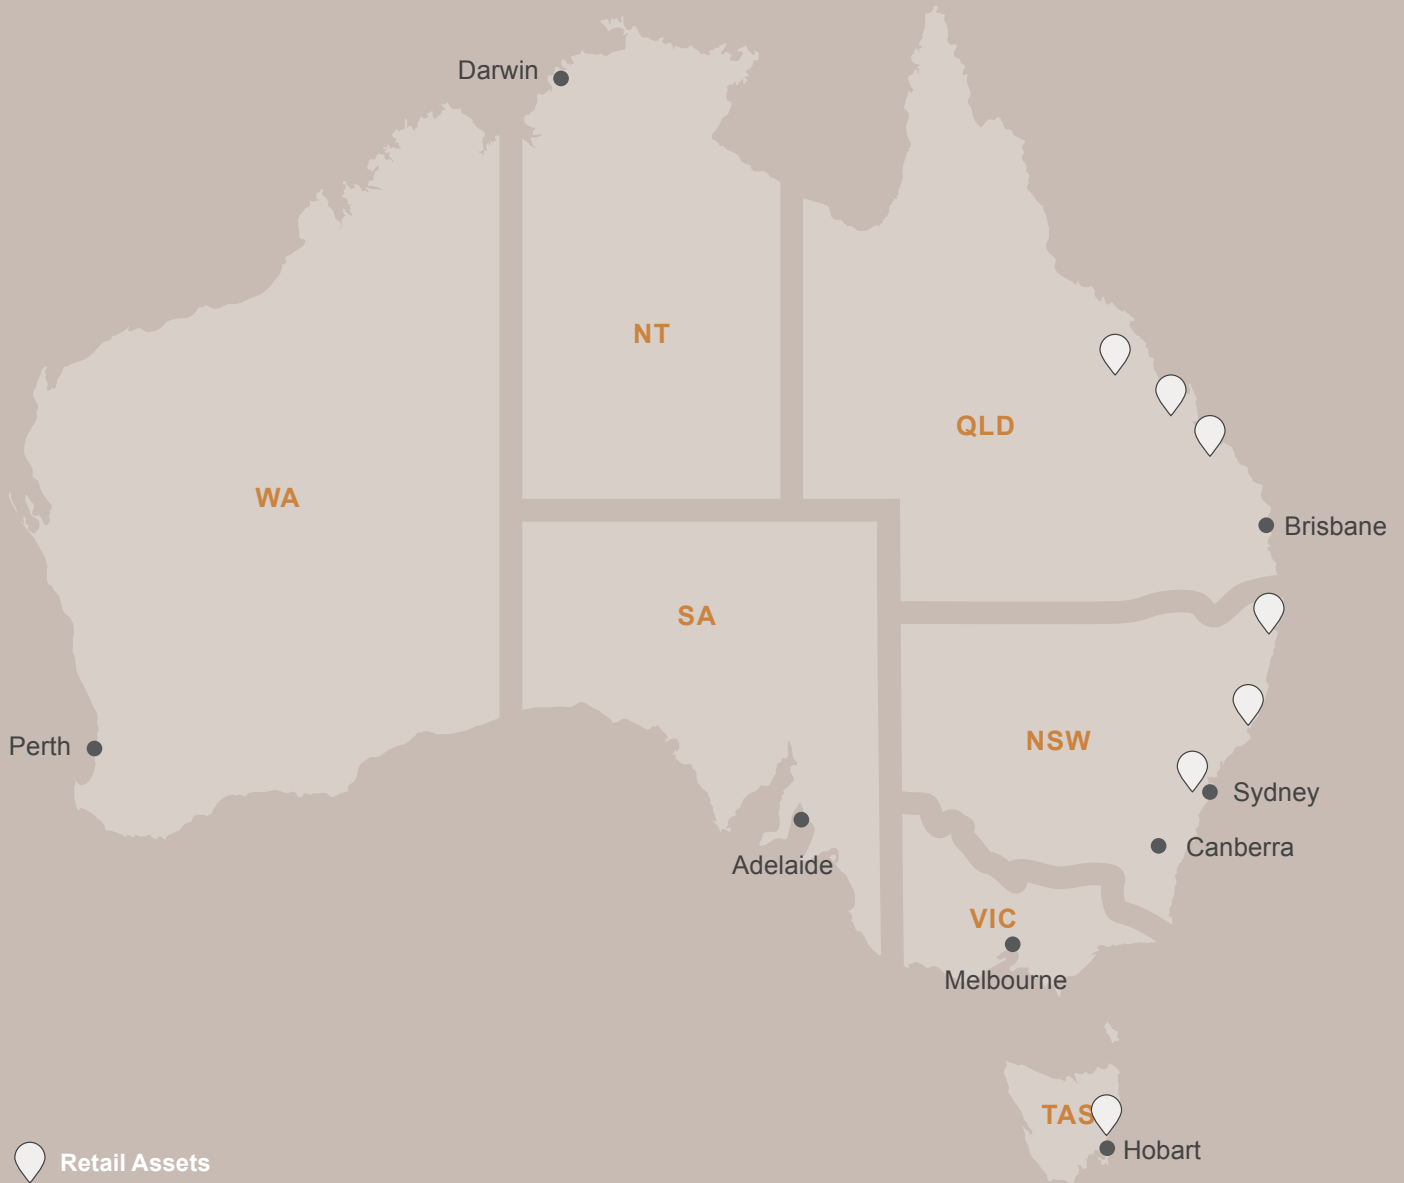 Darwin
NT
QLD
WA
Brisbane
SA
NSW
Perth
Sydney
Canberra
Adelaide
VIC
Melbourne
TAS
Hobart
Retail Assets